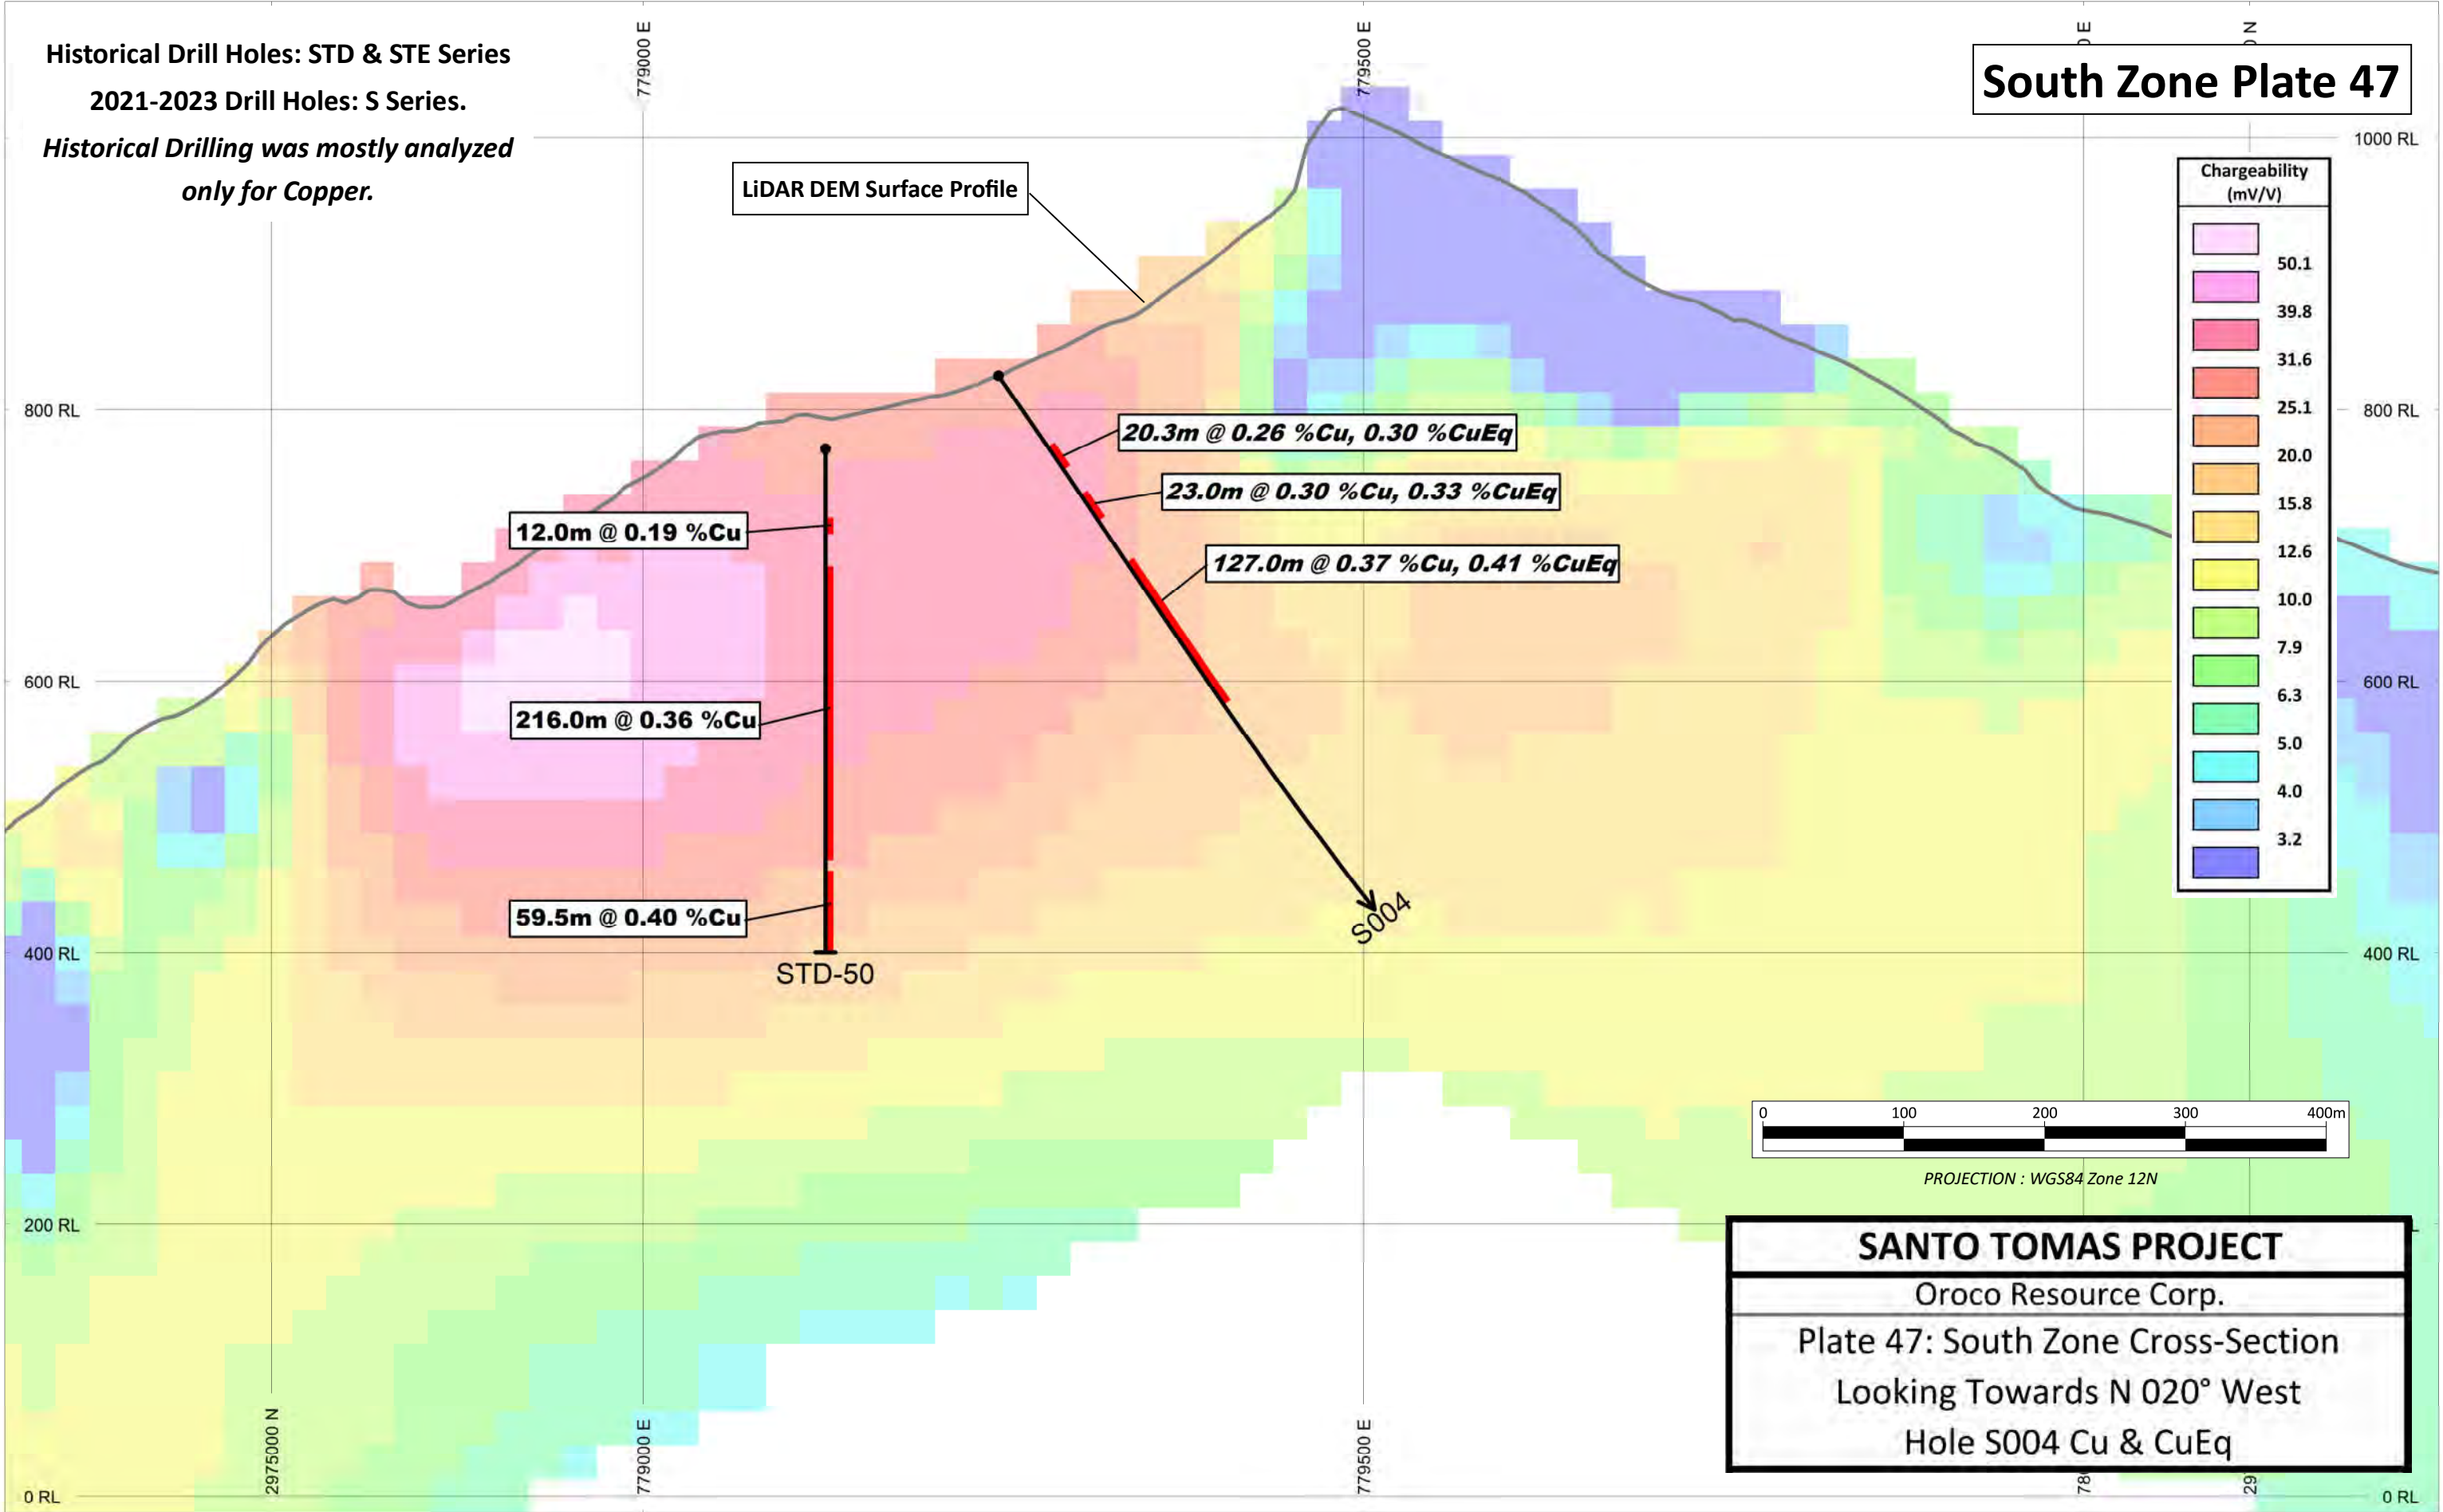 Historical Drill Holes: STD & STE Series
2021-2023 Drill Holes: S Series.
Historical Drilling was mostly analyzed
only for Copper.
779000 E
779500 E
E
N
South Zone Plate 47
LiDAR DEM Surface Profile
1000 RL
Chargeability
(mV/V)
50.1
39.8
31.6
25.1
20.0
15.8
12.6
10.0
7.9
6.3
5.0
4.0
3.2
800 RL
800 RL
20.3m @ 0.26 %Cu, 0.30 %CuEq
23.0m @ 0.30 %Cu, 0.33 %CuEq
12.0m @ 0.19 %Cu
127.0m @ 0.37 %Cu, 0.41 %CuEq
600 RL
600 RL
216.0m @ 0.36 %Cu
59.5m @ 0.40 %Cu
S004
400 RL
400 RL
STD-50
0 100 200 300 400m
PROJECTION : WGS84 Zone 12N
200 RL
L
SANTO TOMAS PROJECT
Oroco Resource Corp.
Plate 47: South Zone Cross-Section
Looking Towards N 020° West
Hole S004 Cu & CuEq
2975000 N
779000 E
779500 E
78
29
0 RL
0 RL